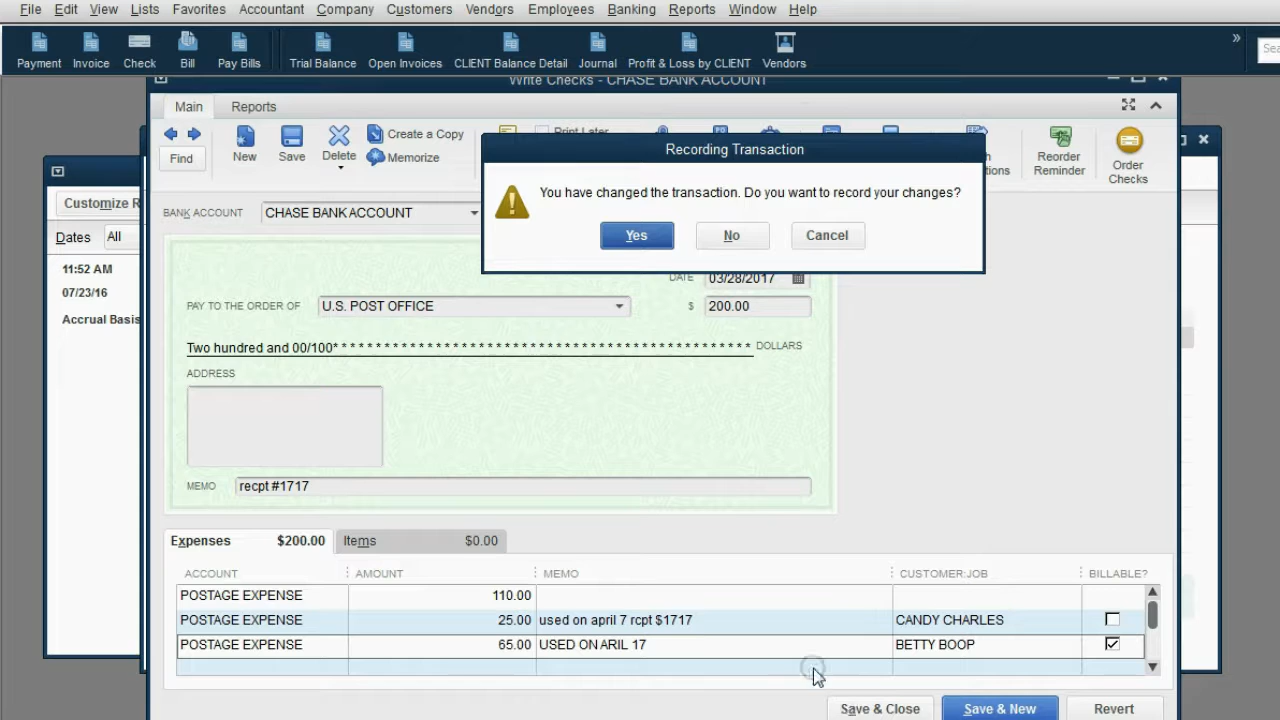 File Edit View Lists Favorites Accountant Company Customers Vendors Employees Banking Reports Window Help
Payment Invoice Check Bill Pay Bills Trial Balance Open Invoices CLIENT Balance Detail Journal Profit & Loss by CLIENT Vendors » Sea
Write Checks - CHASE BANK ACCOUNT
Main Reports
Find New Save Delete Create a Copy Memorize Print Later Reorder Reminder Order Checks
Recording Transaction
You have changed the transaction. Do you want to record your changes?
Yes No Cancel
Customize R
Dates All
11:52 AM
07/23/16
Accrual Basis
BANK ACCOUNT CHASE BANK ACCOUNT
DATE 03/28/2017
PAY TO THE ORDER OF U.S. POST OFFICE $ 200.00
Two hundred and 00/100* * * * * * * * * * * * * * * * * * * * * * * * * * * * * * * * * * * * * * * * * * * * * * * * * DOLLARS
ADDRESS
MEMO recpt #1717
Expenses $200.00 Items $0.00
ACCOUNT AMOUNT MEMO CUSTOMER:JOB BILLABLE?
POSTAGE EXPENSE 110.00
POSTAGE EXPENSE 25.00 used on april 7 rcpt $1717 CANDY CHARLES
POSTAGE EXPENSE 65.00 USED ON ARIL 17 BETTY BOOP
Save & Close Save & New Revert